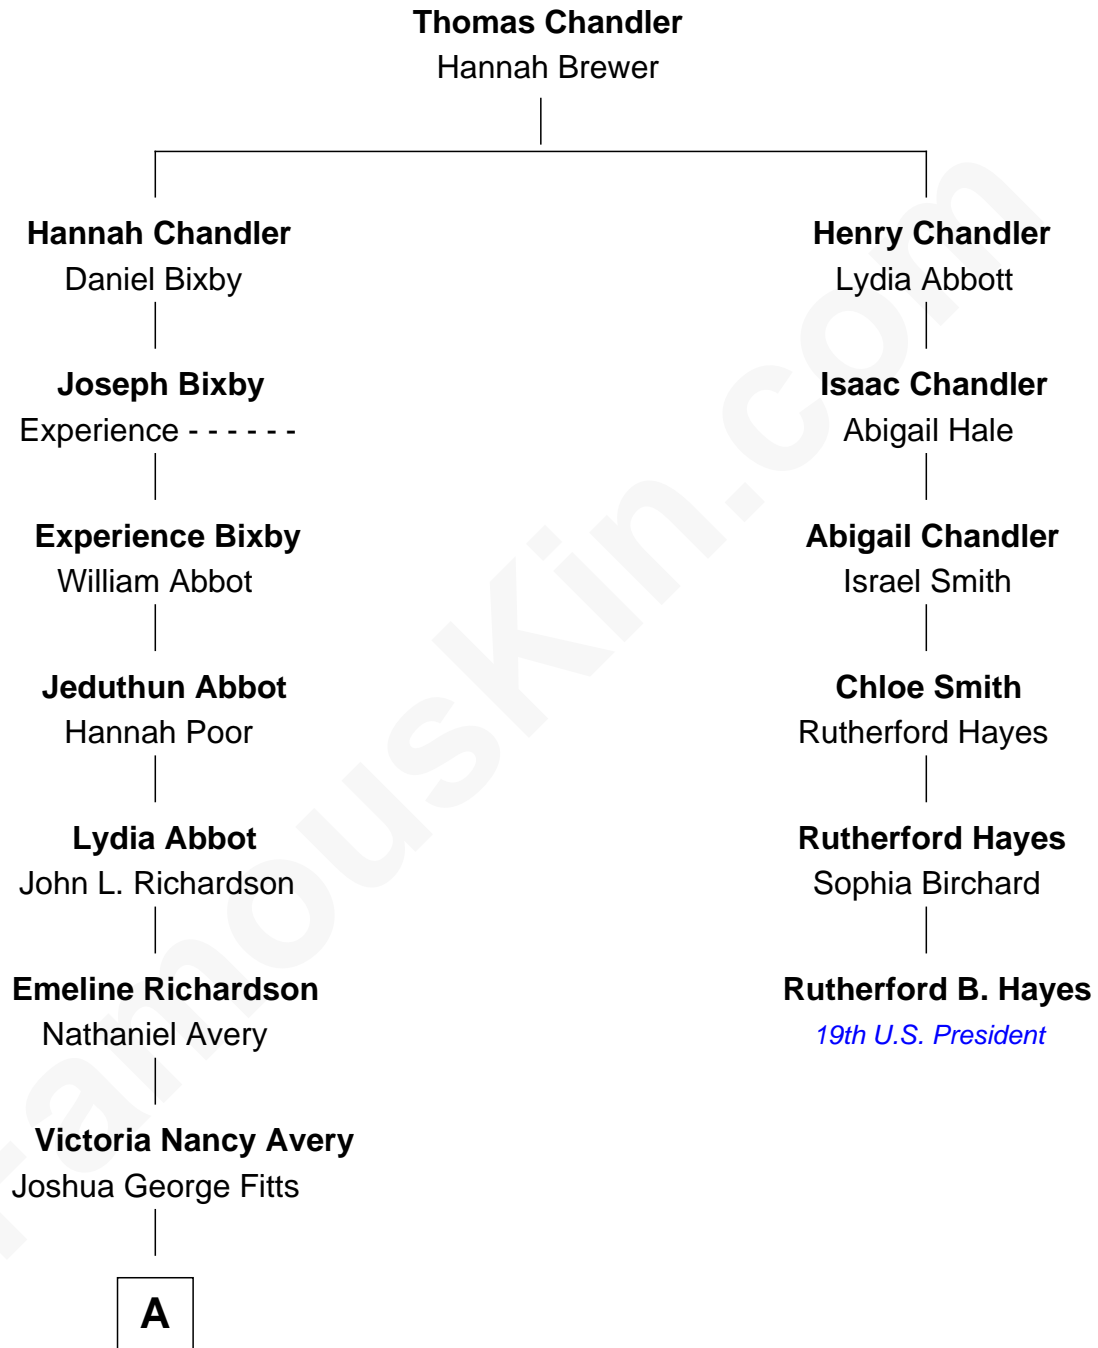 Thomas Chandler
Hannah Brewer
Hannah Chandler
Daniel Bixby
Henry Chandler
Lydia Abbott
Joseph Bixby
Experience - - - - - -
Isaac Chandler
Abigail Hale
Experience Bixby
William Abbot
Abigail Chandler
Israel Smith
Jeduthun Abbot
Hannah Poor
Chloe Smith
Rutherford Hayes
Lydia Abbot
John L. Richardson
Rutherford Hayes
Sophia Birchard
Emeline Richardson
Nathaniel Avery
Rutherford B. Hayes
19th U.S. President
Victoria Nancy Avery
Joshua George Fitts
A
FamousKin.com